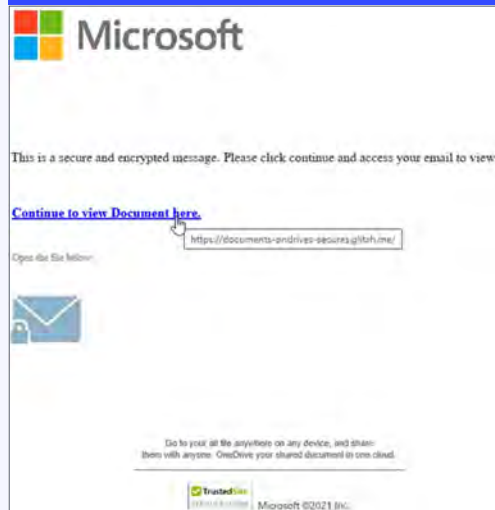 Microsoft
This is a secure and encrypted message. Please click continue and access your email to view
Continue to view Document here.
https://documents-ondrives-secures.glitch.me/
Open the file below:
Go to your all file anywhere on any device, and share
them with anyone. OneDrive your shared document in one cloud.
TrustedSite
Microsoft ©2021 Inc.